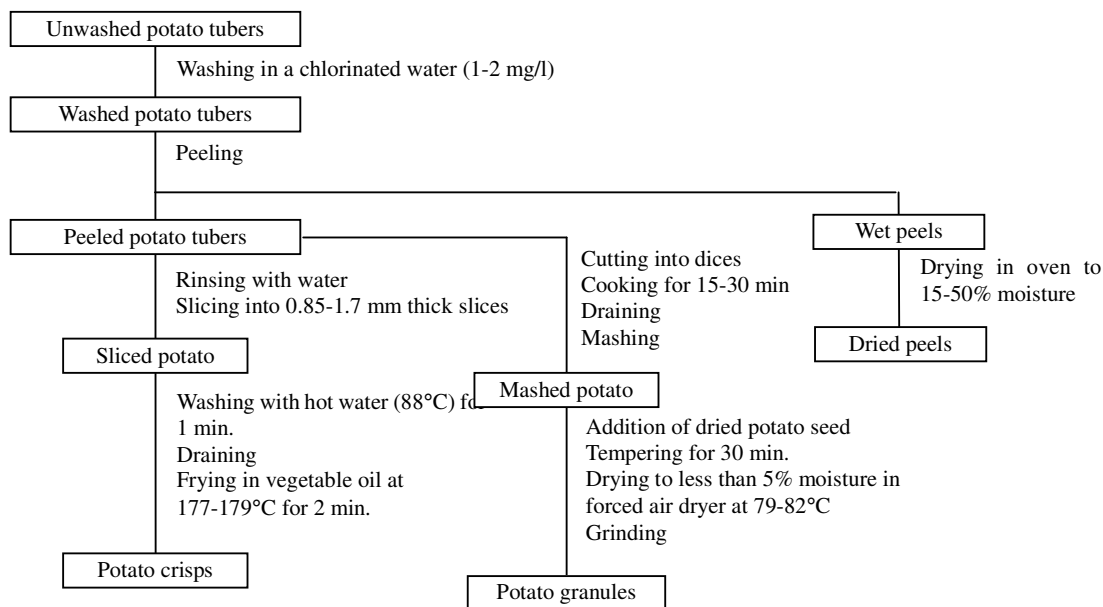 Unwashed potato tubers
Washing in a chlorinated water (1-2 mg/l)
Washed potato tubers
Peeling
Peeled potato tubers
Wet peels
Rinsing with water
Slicing into 0.85-1.7 mm thick slices
Cutting into dices
Cooking for 15-30 min
Draining
Mashing
Drying in oven to
15-50% moisture
Sliced potato
Dried peels
Mashed potato
Washing with hot water (88°C) fo
1 min.
Draining
Frying in vegetable oil at
177-179°C for 2 min.
Addition of dried potato seed
Tempering for 30 min.
Drying to less than 5% moisture in
forced air dryer at 79-82°C
Grinding
Potato crisps
Potato granules